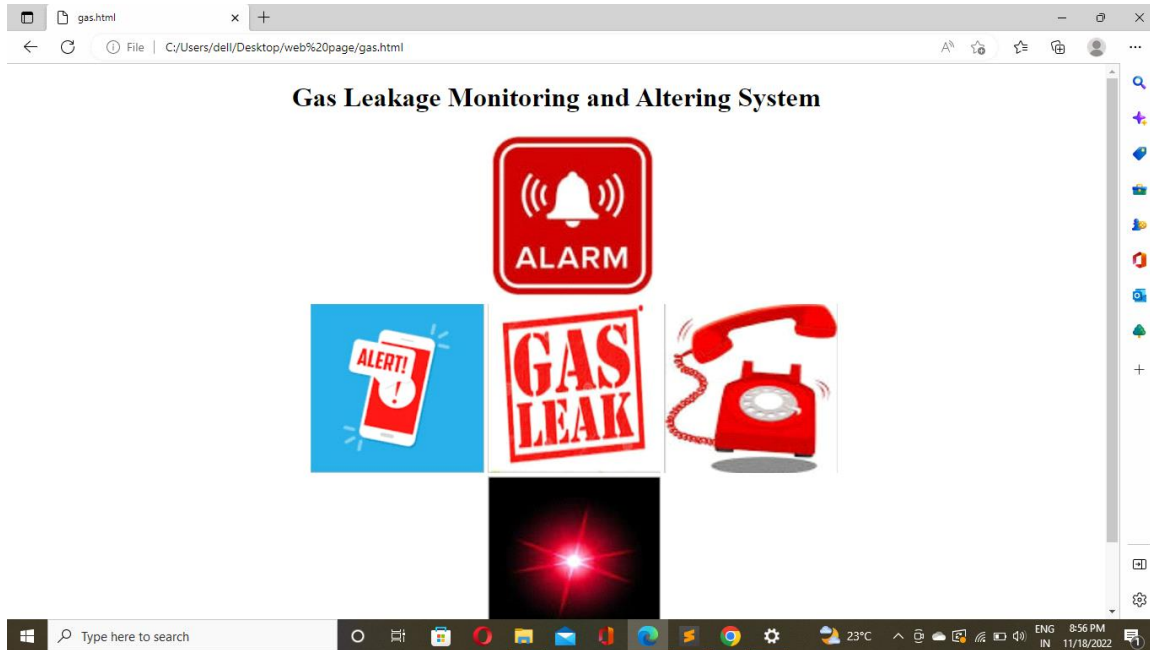 gas.html
File | C:/Users/dell/Desktop/web%20page/gas.html
Gas Leakage Monitoring and Altering System
ALARM
ALERT!
!
GAS
LEAK
Type here to search
23°C
ENG
IN
8:56 PM
11/18/2022
1